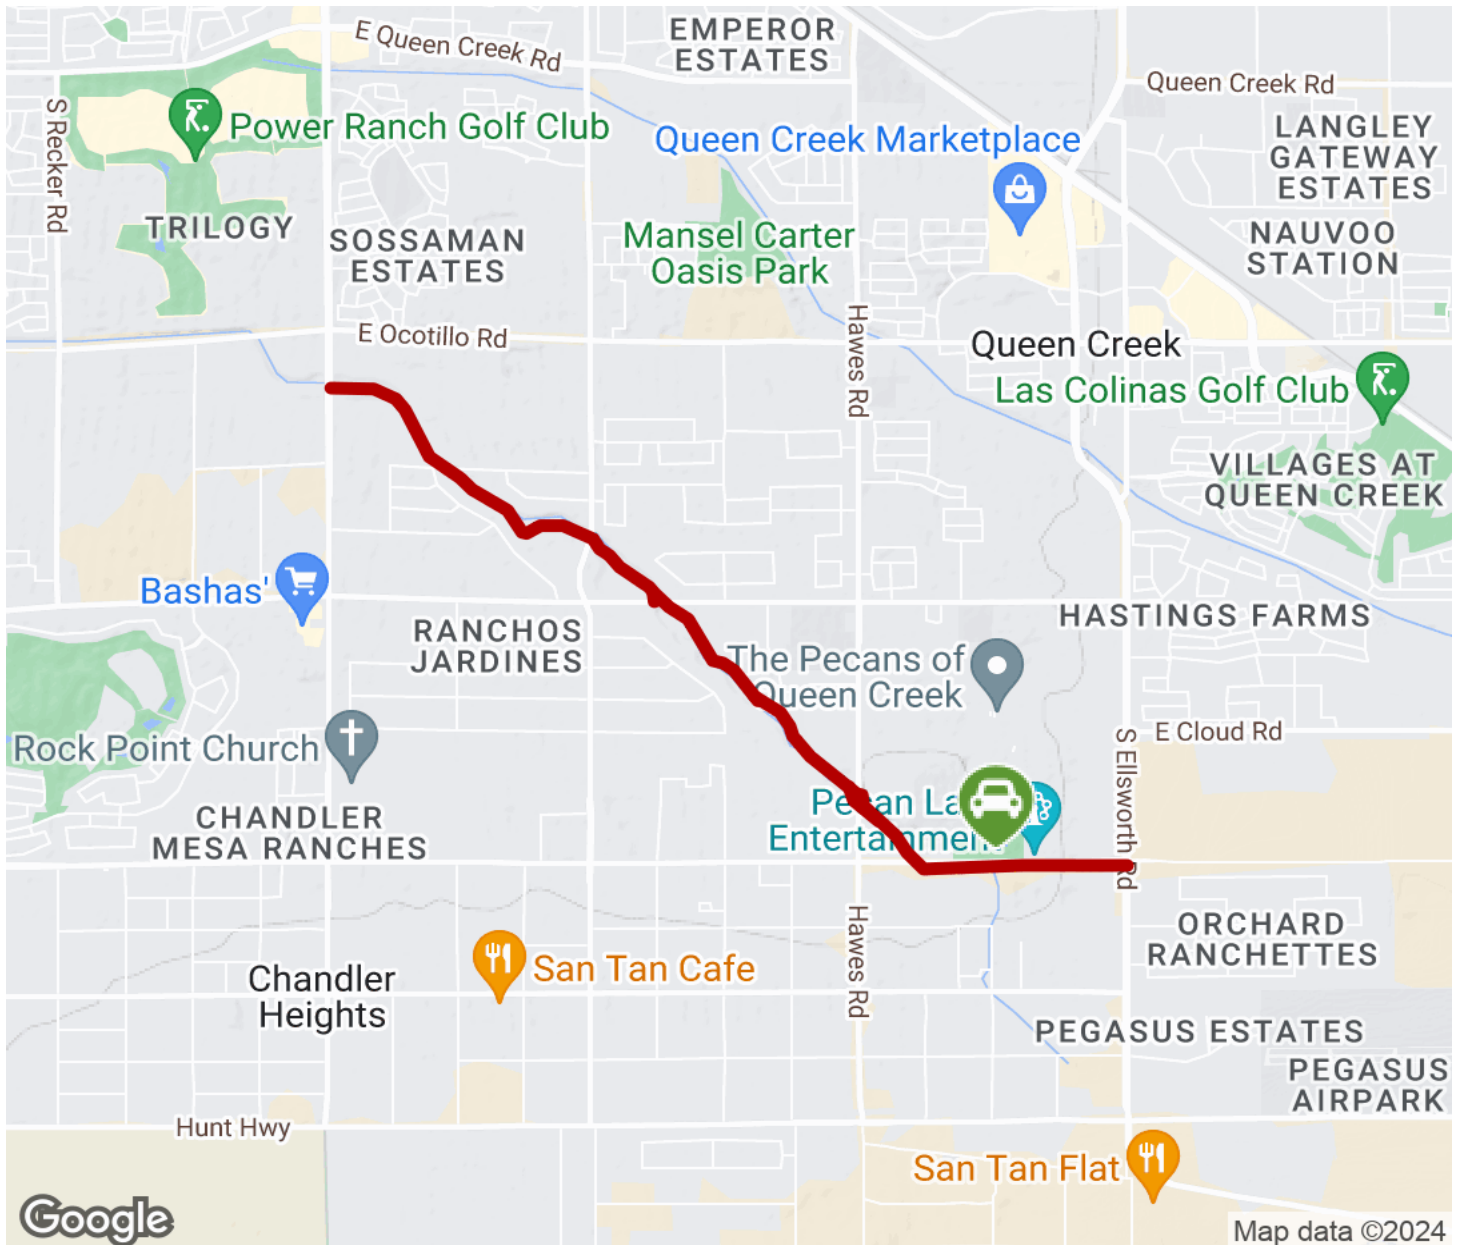 E Queen Creek Rd
EMPEROR
ESTATES
Queen Creek Rd
S Recker Rd
Power Ranch Golf Club
Queen Creek Marketplace
LANGLEY
GATEWAY
ESTATES
TRILOGY
SOSSAMAN
ESTATES
Mansel Carter
Oasis Park
NAUVOO
STATION
E Ocotillo Rd
Hawes Rd
Queen Creek
Las Colinas Golf Club
VILLAGES AT
QUEEN CREEK
Bashas'
RANCHOS
JARDINES
HASTINGS FARMS
The Pecans of
Queen Creek
Rock Point Church
E Cloud Rd
S Ellsworth Rd
CHANDLER
MESA RANCHES
Pecan La
Entertainment
ORCHARD
RANCHETTES
San Tan Cafe
Hawes Rd
Chandler
Heights
PEGASUS ESTATES
PEGASUS
AIRPARK
Hunt Hwy
San Tan Flat
Google
Map data ©2024